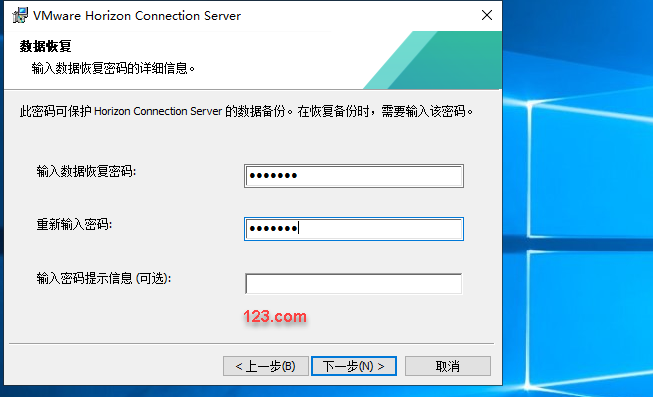 VMware Horizon Connection Server
数据恢复
输入数据恢复密码的详细信息。
此密码可保护 Horizon Connection Server 的数据备份。在恢复备份时，需要输入该密码。
输入数据恢复密码:
●●●●●●●
重新输入密码:
●●●●●●●
输入密码提示信息 (可选):
123.com
< 上一步(B) 下一步(N) > 取消